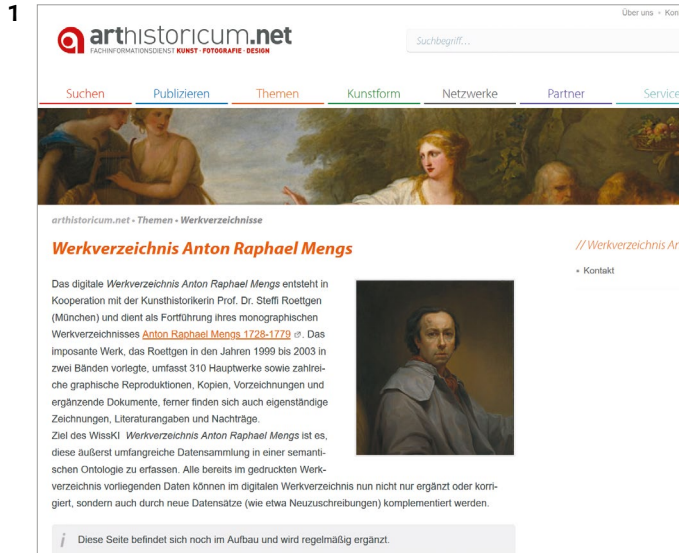 1
Über uns • Kon
arthistoricum.net
FACHINFORMATIONSDIENST KUNST · FOTOGRAFIE · DESIGN
Suchbegriff...
Suchen Publizieren Themen Kunstform Netzwerke Partner Service
arthistoricum.net • Themen • Werkverzeichnisse
Werkverzeichnis Anton Raphael Mengs
// Werkverzeichnis An
• Kontakt
Das digitale Werkverzeichnis Anton Raphael Mengs entsteht in
Kooperation mit der Kunsthistorikerin Prof. Dr. Steffi Roettgen
(München) und dient als Fortführung ihres monographischen
Werkverzeichnisses Anton Raphael Mengs 1728-1779. Das
imposante Werk, das Roettgen in den Jahren 1999 bis 2003 in
zwei Bänden vorlegte, umfasst 310 Hauptwerke sowie zahlrei-
che graphische Reproduktionen, Kopien, Vorzeichnungen und
ergänzende Dokumente, ferner finden sich auch eigenständige
Zeichnungen, Literaturangaben und Nachträge.
Ziel des WissKI Werkverzeichnis Anton Raphael Mengs ist es,
diese äußerst umfangreiche Datensammlung in einer semanti-
schen Ontologie zu erfassen. Alle bereits im gedruckten Werk-
verzeichnis vorliegenden Daten können im digitalen Werkverzeichnis nun nicht nur ergänzt oder korri-
giert, sondern auch durch neue Datensätze (wie etwa Neuzuschreibungen) komplementiert werden.
i Diese Seite befindet sich noch im Aufbau und wird regelmäßig ergänzt.